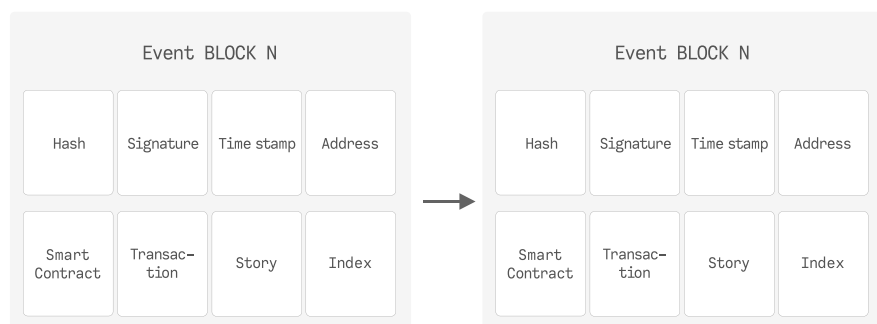 Event BLOCK N
Hash
Signature
Time stamp
Address
Smart
Contract
Transac-
tion
Story
Index
Event BLOCK N
Hash
Signature
Time stamp
Address
Smart
Contract
Transac-
tion
Story
Index